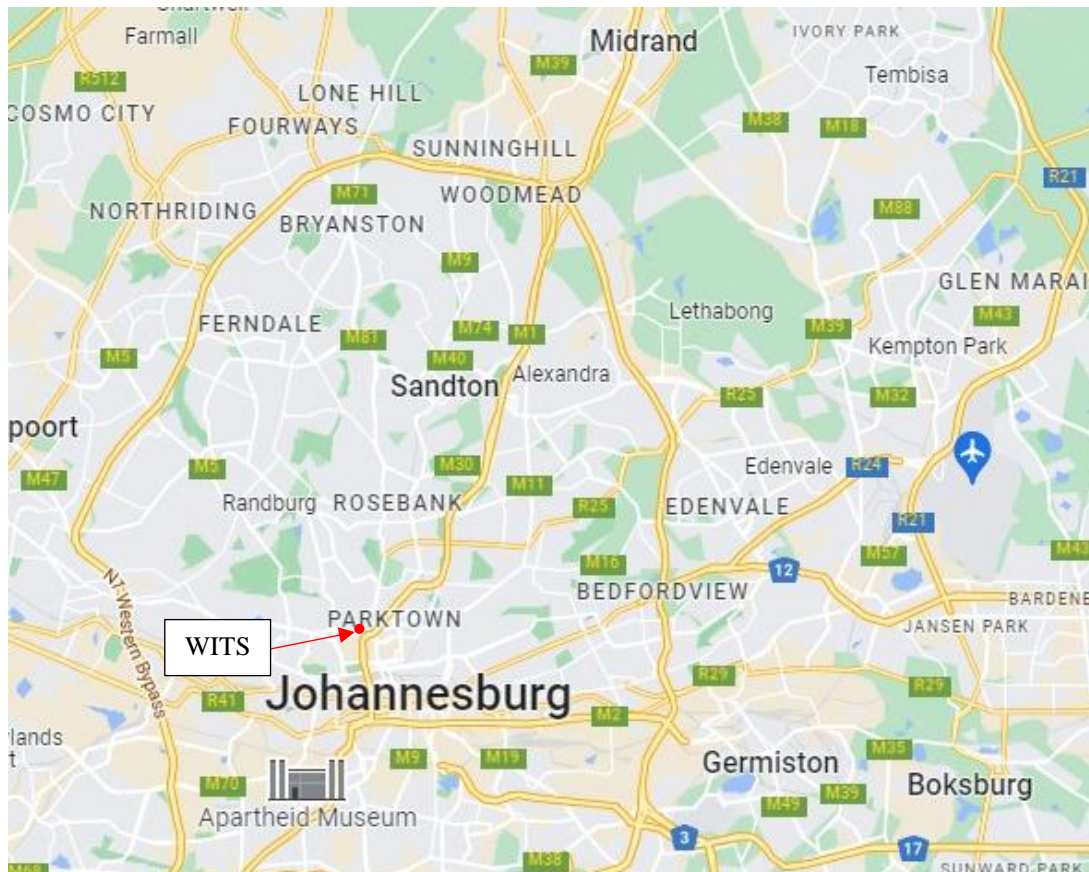 Farmall
Midrand
IVORY PARK
M39
Tembisa
R512
LONE HILL
COSMO CITY
FOURWAYS
M38
M18
SUNNINGHILL
R21
M71
WOODMEAD
NORTHRIDING
M88
BRYANSTON
M9
GLEN MARAI
Lethabong
FERNDALE
M81
M74
M1
M39
M43
M5
M40
Kempton Park
Sandton
Alexandra
R25
M32
poort
M47
M5
M30
Edenvale
R24
M11
Randburg
ROSEBANK
R25
EDENVALE
R21
M16
M57
M43
12
N7-Western Bypass
BEDFORDVIEW
BARDENE
PARKTOWN
JANSEN PARK
WITS
R29
R29
R41
Johannesburg
M2
lands
t
M9
M19
M35
Germiston
M70
Boksburg
M39
M49
Apartheid Museum
3
17
M38
SUNWARD PARK